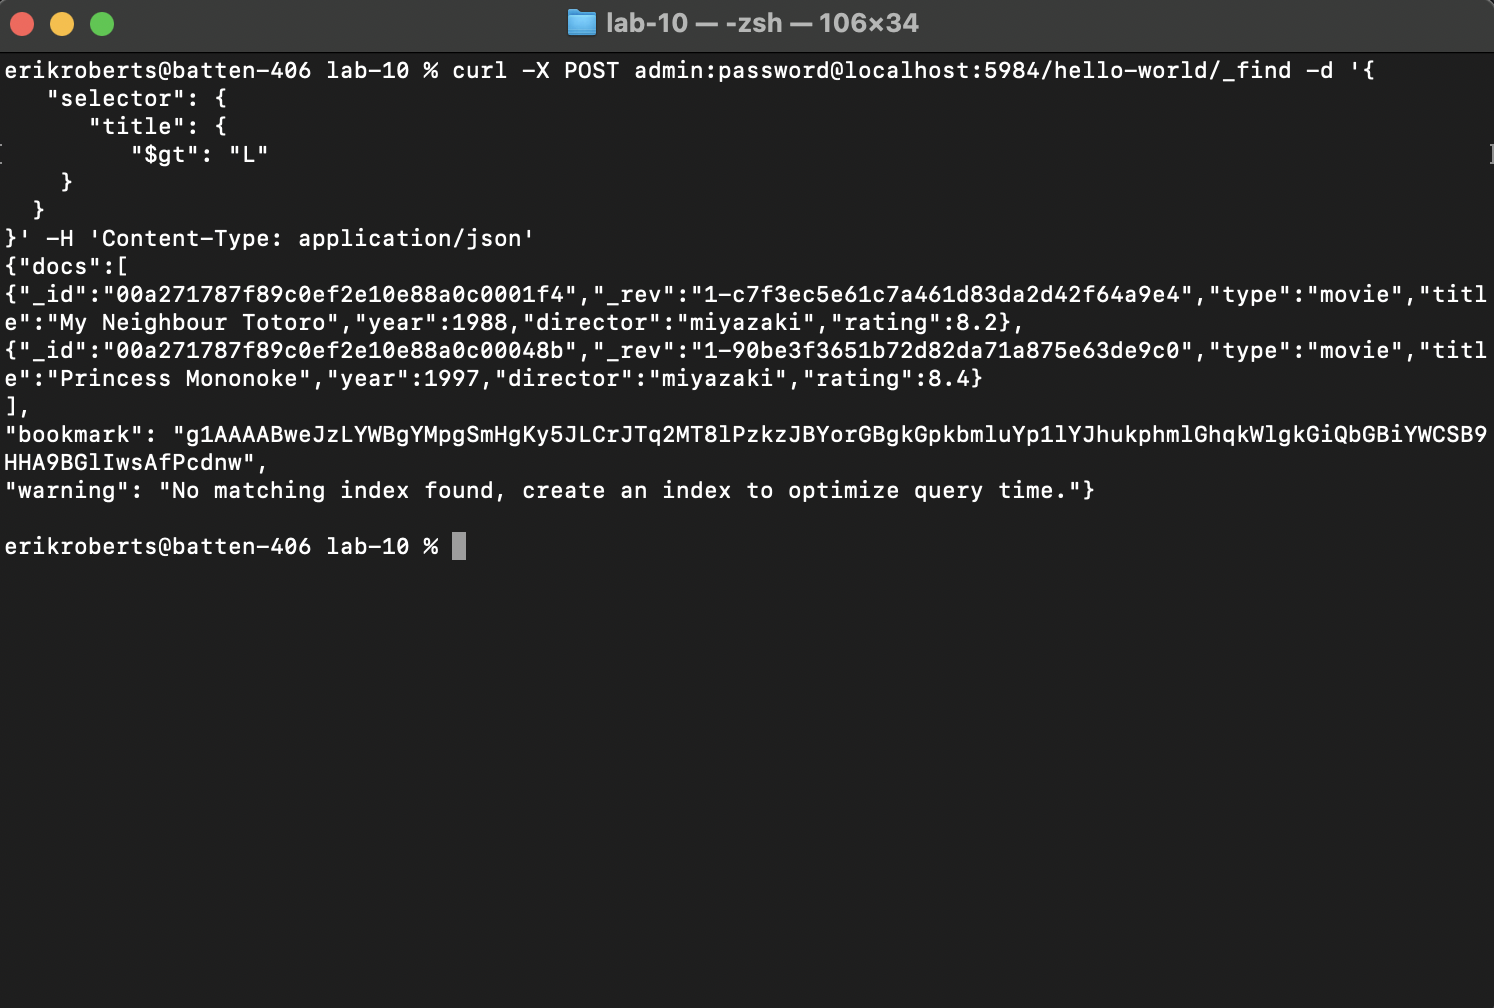 lab-10 — -zsh — 106×34
erikroberts@batten-406 lab-10 % curl -X POST admin:password@localhost:5984/hello-world/_find -d '{
   "selector": {
      "title": {
         "$gt": "L"
    }
  }
}' -H 'Content-Type: application/json'
{"docs":[
{"_id":"00a271787f89c0ef2e10e88a0c0001f4","_rev":"1-c7f3ec5e61c7a461d83da2d42f64a9e4","type":"movie","titl
e":"My Neighbour Totoro","year":1988,"director":"miyazaki","rating":8.2},
{"_id":"00a271787f89c0ef2e10e88a0c00048b","_rev":"1-90be3f3651b72d82da71a875e63de9c0","type":"movie","titl
e":"Princess Mononoke","year":1997,"director":"miyazaki","rating":8.4}
],
"bookmark": "g1AAAABweJzLYWBgYMpgSmHgKy5JLCrJTq2MT8lPzkzJBYorGBgkGpkbmluYp1lYJhukphmlGhqkWlgkGiQbGBiYWCSB9
HHA9BGlIwsAfPcdnw",
"warning": "No matching index found, create an index to optimize query time."}
erikroberts@batten-406 lab-10 %